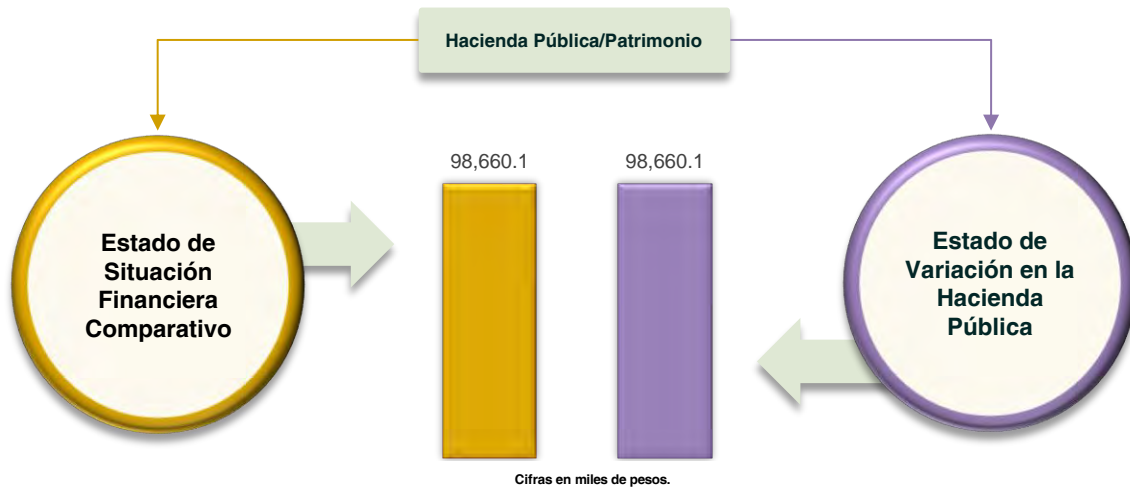 Hacienda Pública/Patrimonio
98,660.1
98,660.1
Estado de
Situación
Financiera
Comparativo
Estado de
Variación en la
Hacienda
Pública
Cifras en miles de pesos.